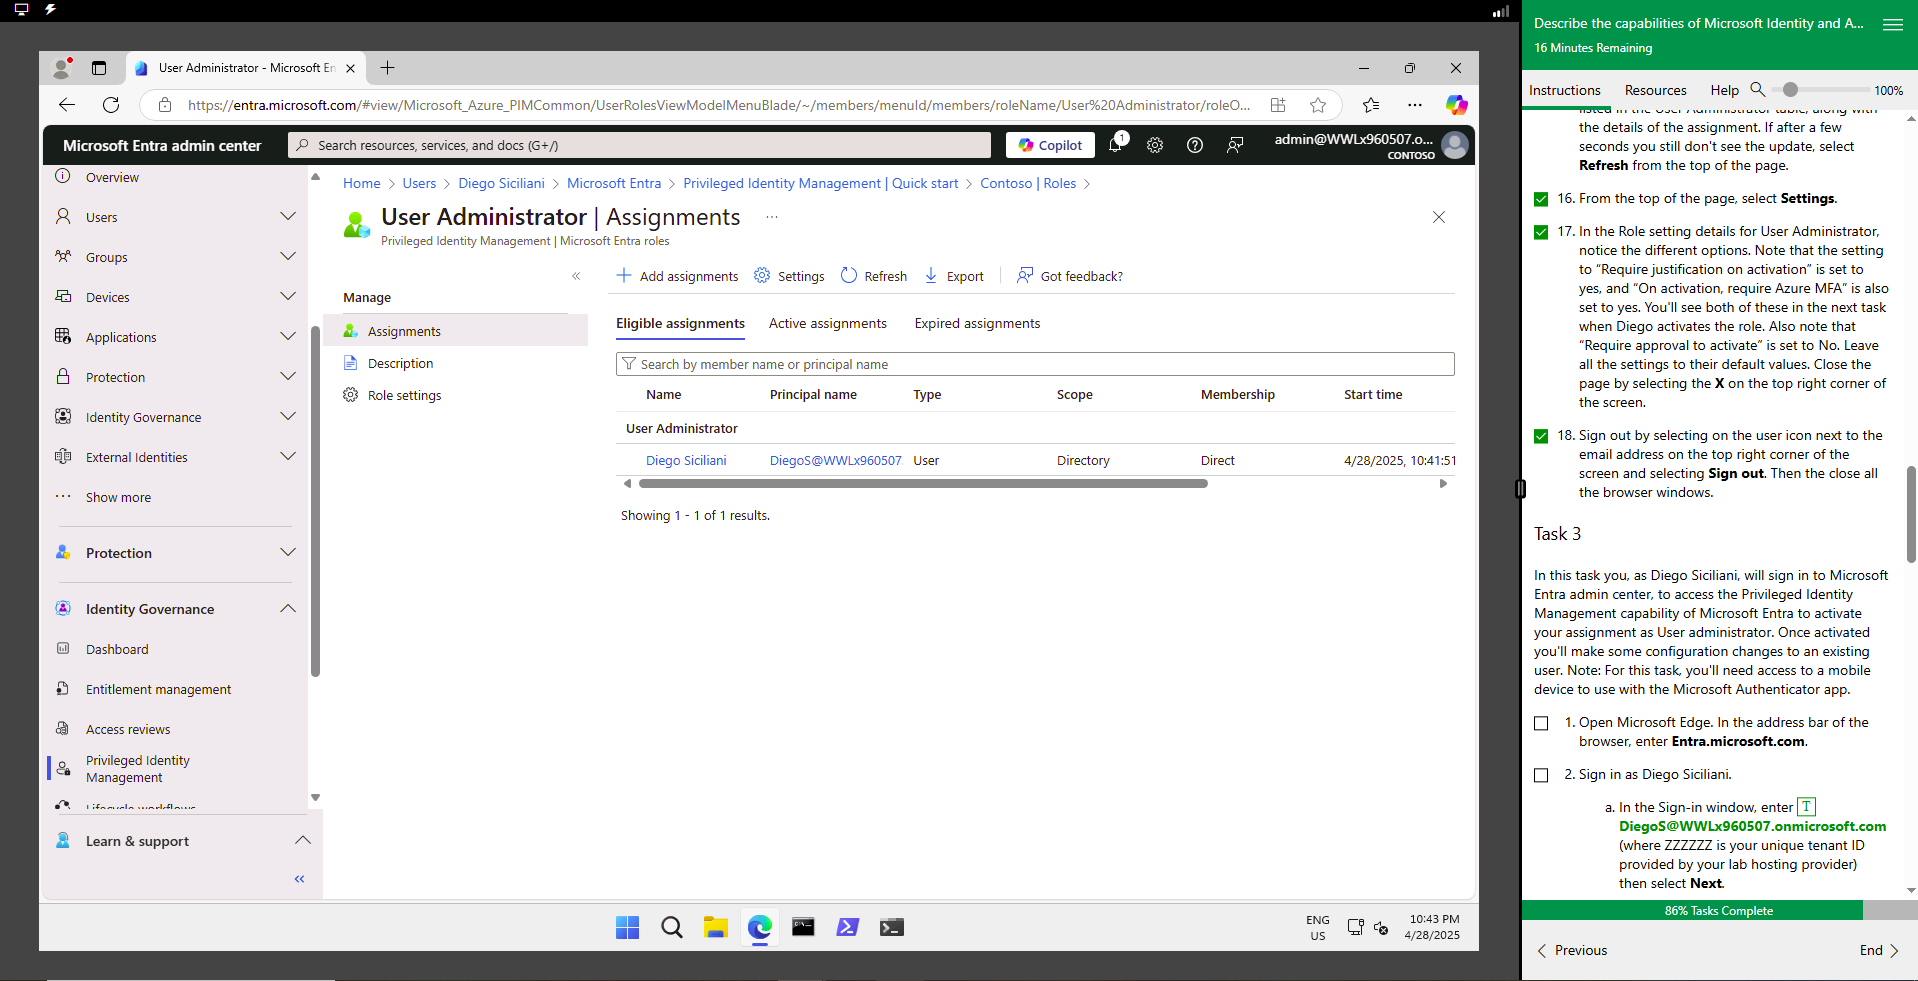 User Administrator - Microsoft En
https://entra.microsoft.com/#view/Microsoft_Azure_PIMCommon/UserRolesViewModelMenuBlade/~/members/menuId/members/roleName/User%20Administrator/roleO...
Microsoft Entra admin center
Search resources, services, and docs (G+/)
Copilot
1
admin@WWLx960507.o...
CONTOSO
Overview
Users
Groups
Devices
Applications
Protection
Identity Governance
External Identities
Show more
Protection
Identity Governance
Dashboard
Entitlement management
Access reviews
Privileged Identity
Management
Lifecycle workflows
Learn & support
Home > Users > Diego Siciliani > Microsoft Entra > Privileged Identity Management | Quick start > Contoso | Roles >
User Administrator | Assignments
Privileged Identity Management | Microsoft Entra roles
Manage
Assignments
Description
Role settings
Add assignments Settings Refresh Export Got feedback?
Eligible assignments Active assignments Expired assignments
Search by member name or principal name
Name Principal name Type Scope Membership Start time
User Administrator
Diego Siciliani DiegoS@WWLx960507. User Directory Direct 4/28/2025, 10:41:51
Showing 1 - 1 of 1 results.
ENG
US
10:43 PM
4/28/2025
Describe the capabilities of Microsoft Identity and A...
16 Minutes Remaining
Instructions Resources Help 100%
listed in the User Administrator table, along with
the details of the assignment. If after a few
seconds you still don't see the update, select
Refresh from the top of the page.
16. From the top of the page, select Settings.
17. In the Role setting details for User Administrator,
notice the different options. Note that the setting
to “Require justification on activation” is set to
yes, and “On activation, require Azure MFA” is also
set to yes. You'll see both of these in the next task
when Diego activates the role. Also note that
“Require approval to activate” is set to No. Leave
all the settings to their default values. Close the
page by selecting the X on the top right corner of
the screen.
18. Sign out by selecting on the user icon next to the
email address on the top right corner of the
screen and selecting Sign out. Then the close all
the browser windows.
Task 3
In this task you, as Diego Siciliani, will sign in to Microsoft
Entra admin center, to access the Privileged Identity
Management capability of Microsoft Entra to activate
your assignment as User administrator. Once activated
you'll make some configuration changes to an existing
user. Note: For this task, you'll need access to a mobile
device to use with the Microsoft Authenticator app.
1. Open Microsoft Edge. In the address bar of the
browser, enter Entra.microsoft.com.
2. Sign in as Diego Siciliani.
a. In the Sign-in window, enter T
DiegoS@WWLx960507.onmicrosoft.com
(where ZZZZZZ is your unique tenant ID
provided by your lab hosting provider)
then select Next.
86% Tasks Complete
Previous End